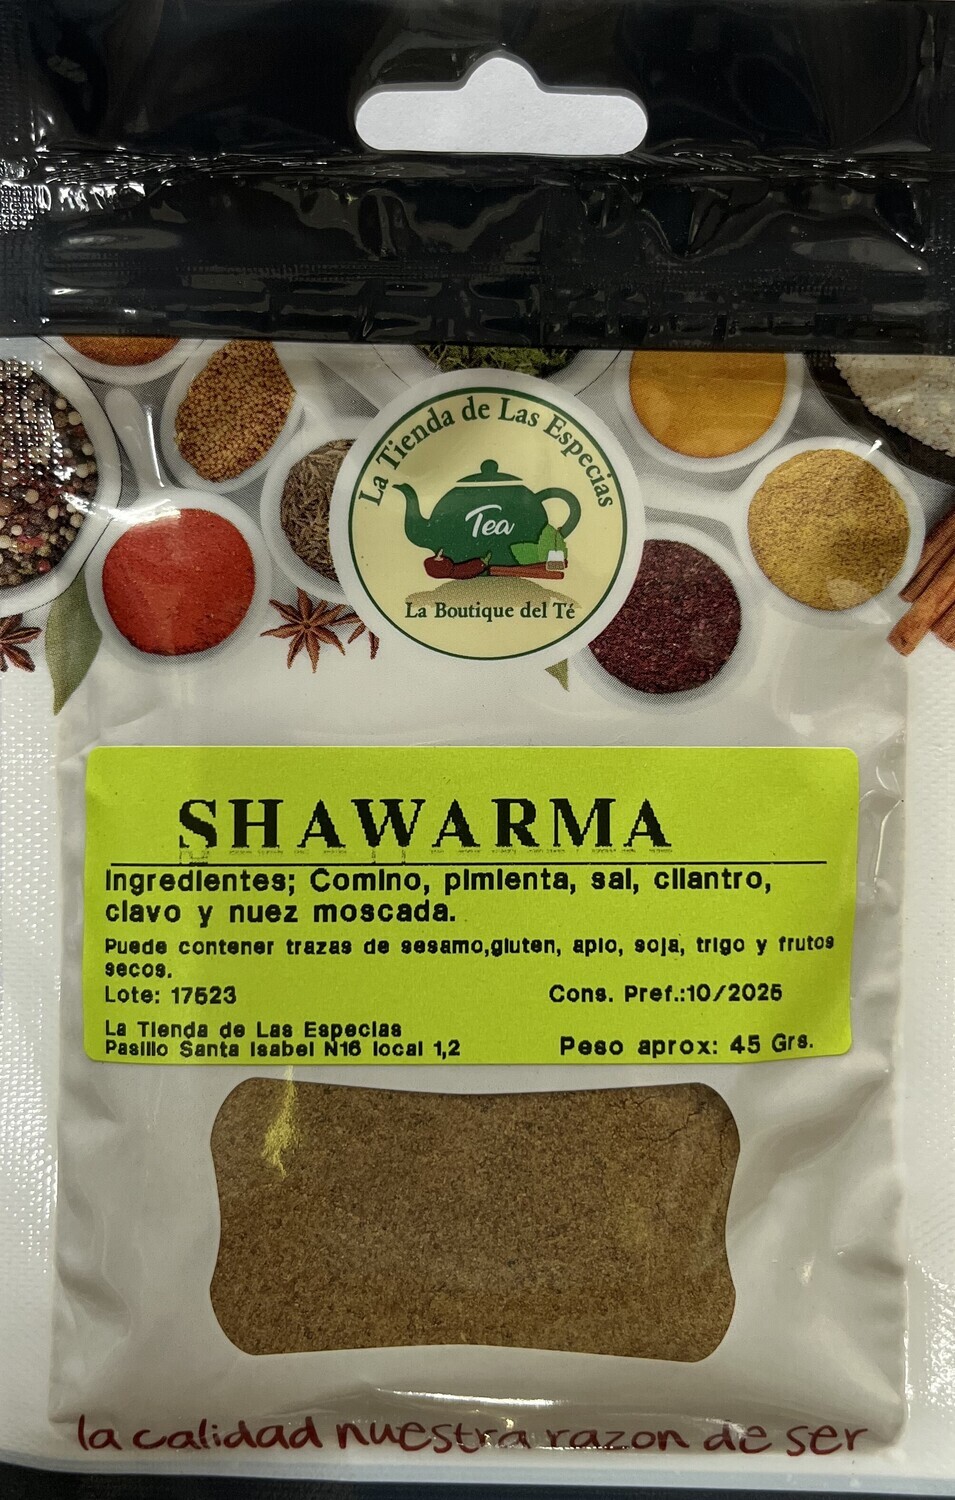 La Tienda de Las Especias
Tea
La Boutique del Té
SHAWARMA
Ingredientes; Comino, pimienta, sal, cilantro,
clavo y nuez moscada.
Puede contener trazas de sesamo,gluten, apio, soja, trigo y frutos
secos.
Lote: 17523 Cons. Pref.:10/2025
La Tienda de Las Especias
Pasillo Santa Isabel N16 local 1,2 Peso aprox: 45 Grs.
la calidad nuestra razon de ser